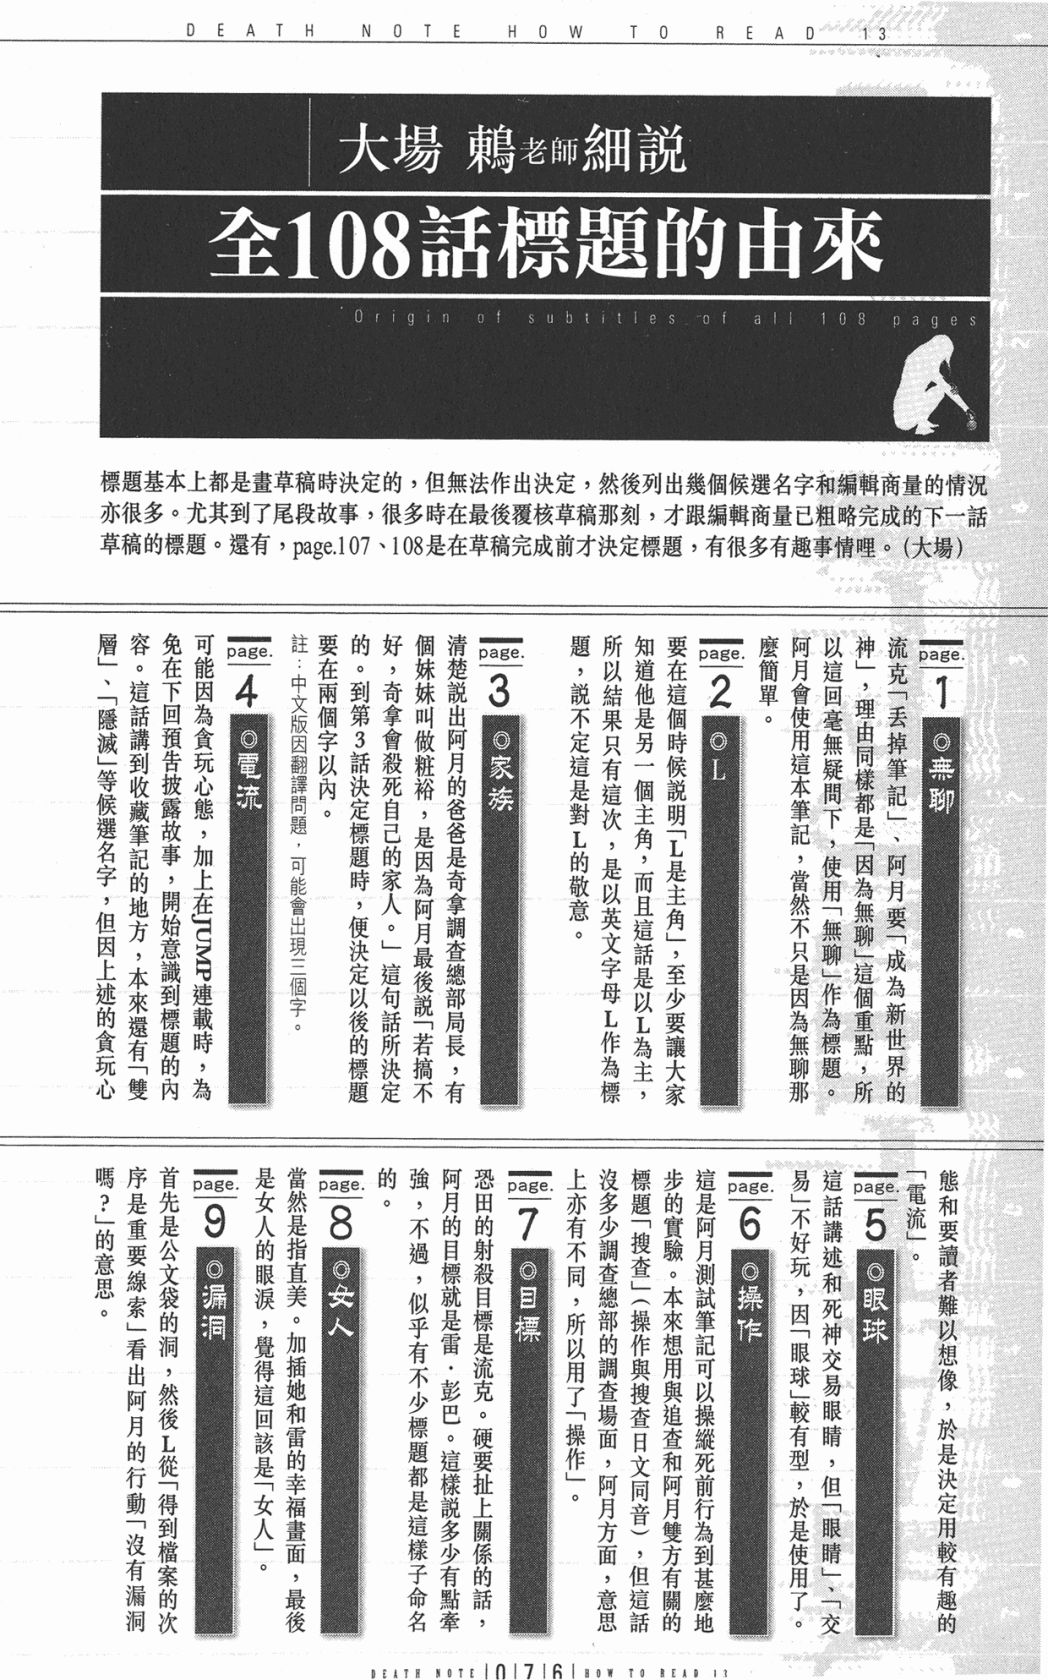 DEATH NOTE HOW TO READ 13
大場 鶫老師細説
全108話標題的由來
Origin of subtitles of all 108 pages
標題基本上都是畫草稿時決定的，但無法作出決定，然後列出幾個候選名字和編輯商量的情況
亦很多。尤其到了尾段故事，很多時在最後覆核草稿那刻，才跟編輯商量已粗略完成的下一話
草稿的標題。還有，page.107、108是在草稿完成前才決定標題，有很多有趣事情哩。（大場）
page.1◎無聊
流克「丟掉筆記」、阿月要「成為新世界的
神」，理由同樣都是「因為無聊」這個重點，所
以這回毫無疑問下，使用「無聊」作為標題。
阿月會使用這本筆記，當然不只是因為無聊那
麼簡單。
page.2◎L
要在這個時候説明「L是主角」，至少要讓大家
知道他是另一個主角，而且這話是以L為主，
所以結果只有這次，是以英文字母L作為標
題，説不定這是對L的敬意。
page.3◎家族
清楚説出阿月的爸爸是奇拿調查總部局長，有
個妹妹叫做粧裕，是因為阿月最後説「若搞不
好，奇拿會殺死自己的家人。」這句話所決定
的。到第3話決定標題時，便決定以後的標題
要在兩個字以內。
註：中文版因翻譯問題，可能會出現三個字。
page.4◎電流
可能因為貪玩心態，加上在JUMP連載時，為
免在下回預告披露故事，開始意識到標題的內
容。這話講到收藏筆記的地方，本來還有「雙
層」、「隱滅」等候選名字，但因上述的貪玩心
態和要讀者難以想像，於是決定用較有趣的
「電流」。
page.5◎眼球
這話講述和死神交易眼睛，但「眼睛」、「交
易」不好玩，因「眼球」較有型，於是使用了。
page.6◎操作
這是阿月測試筆記可以操縱死前行為到甚麼地
步的實驗。本來想用與追查和阿月雙方有關的
標題「搜查」（操作與搜查日文同音），但這話
沒多少調查總部的調查場面，阿月方面，意思
上亦有不同，所以用了「操作」。
page.7◎目標
恐田的射殺目標是流克。硬要扯上關係的話，
阿月的目標就是雷．彭巴。這樣説多少有點牽
強，不過，似乎有不少標題都是這樣子命名
的。
page.8◎女人
當然是指直美。加插她和雷的幸福畫面，最後
是女人的眼淚，覺得這回該是「女人」。
page.9◎漏洞
首先是公文袋的洞，然後L從「得到檔案的次
序是重要線索」看出阿月的行動「沒有漏洞
嗎？」的意思。
DEATH NOTE|0|7|6|HOW TO READ 13